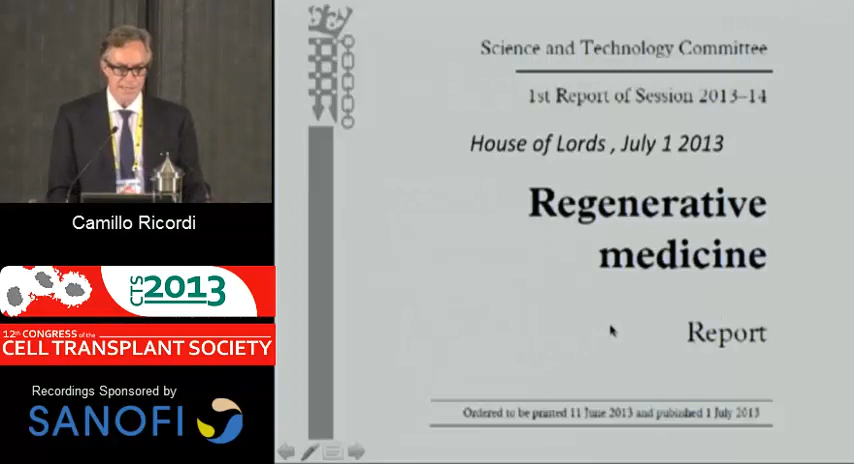 Camillo Ricordi
CTS 2013
12th CONGRESS of the
CELL TRANSPLANT SOCIETY
Recordings Sponsored by
SANOFI
Science and Technology Committee
1st Report of Session 2013–14
House of Lords , July 1 2013
Regenerative
medicine
Report
Ordered to be printed 11 June 2013 and published 1 July 2013